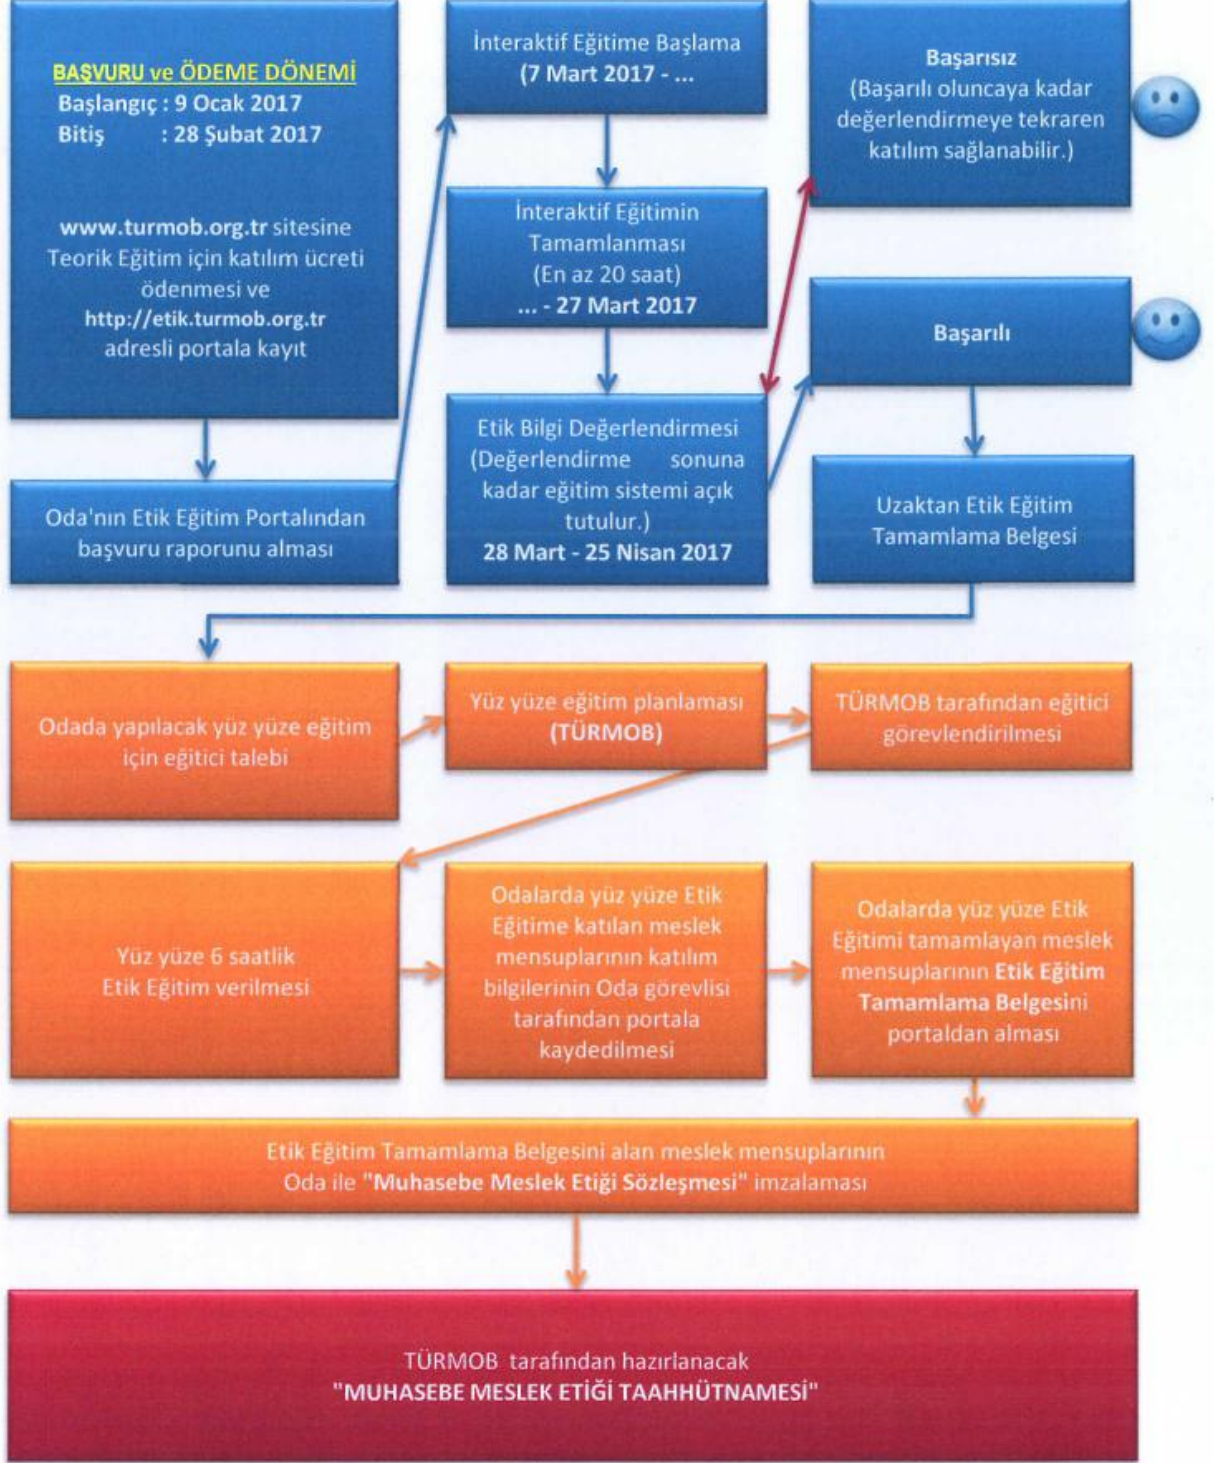 BAŞVURU ve ÖDEME DÖNEMİ
Başlangıç : 9 Ocak 2017
Bitiş : 28 Şubat 2017
www.turmob.org.tr sitesine
Teorik Eğitim için katılım ücreti
ödenmesi ve
http://etik.turmob.org.tr
adresli portala kayıt
Oda'nın Etik Eğitim Portalından
başvuru raporunu alması
İnteraktif Eğitime Başlama
(7 Mart 2017 - ...
İnteraktif Eğitimin
Tamamlanması
(En az 20 saat)
... - 27 Mart 2017
Etik Bilgi Değerlendirmesi
(Değerlendirme sonuna
kadar eğitim sistemi açık
tutulur.)
28 Mart - 25 Nisan 2017
Başarısız
(Başarılı oluncaya kadar
değerlendirmeye tekraren
katılım sağlanabilir.)
Başarılı
Uzaktan Etik Eğitim
Tamamlama Belgesi
Odada yapılacak yüz yüze eğitim
için eğitici talebi
Yüz yüze eğitim planlaması
(TÜRMOB)
TÜRMOB tarafından eğitici
görevlendirilmesi
Yüz yüze 6 saatlik
Etik Eğitim verilmesi
Odalarda yüz yüze Etik
Eğitime katılan meslek
mensuplarının katılım
bilgilerinin Oda görevlisi
tarafından portala
kaydedilmesi
Odalarda yüz yüze Etik
Eğitimi tamamlayan meslek
mensuplarının Etik Eğitim
Tamamlama Belgesini
portaldan alması
Etik Eğitim Tamamlama Belgesini alan meslek mensuplarının
Oda ile "Muhasebe Meslek Etiği Sözleşmesi" imzalaması
TÜRMOB tarafından hazırlanacak
"MUHASEBE MESLEK ETİĞİ TAAHHÜTNAMESİ"